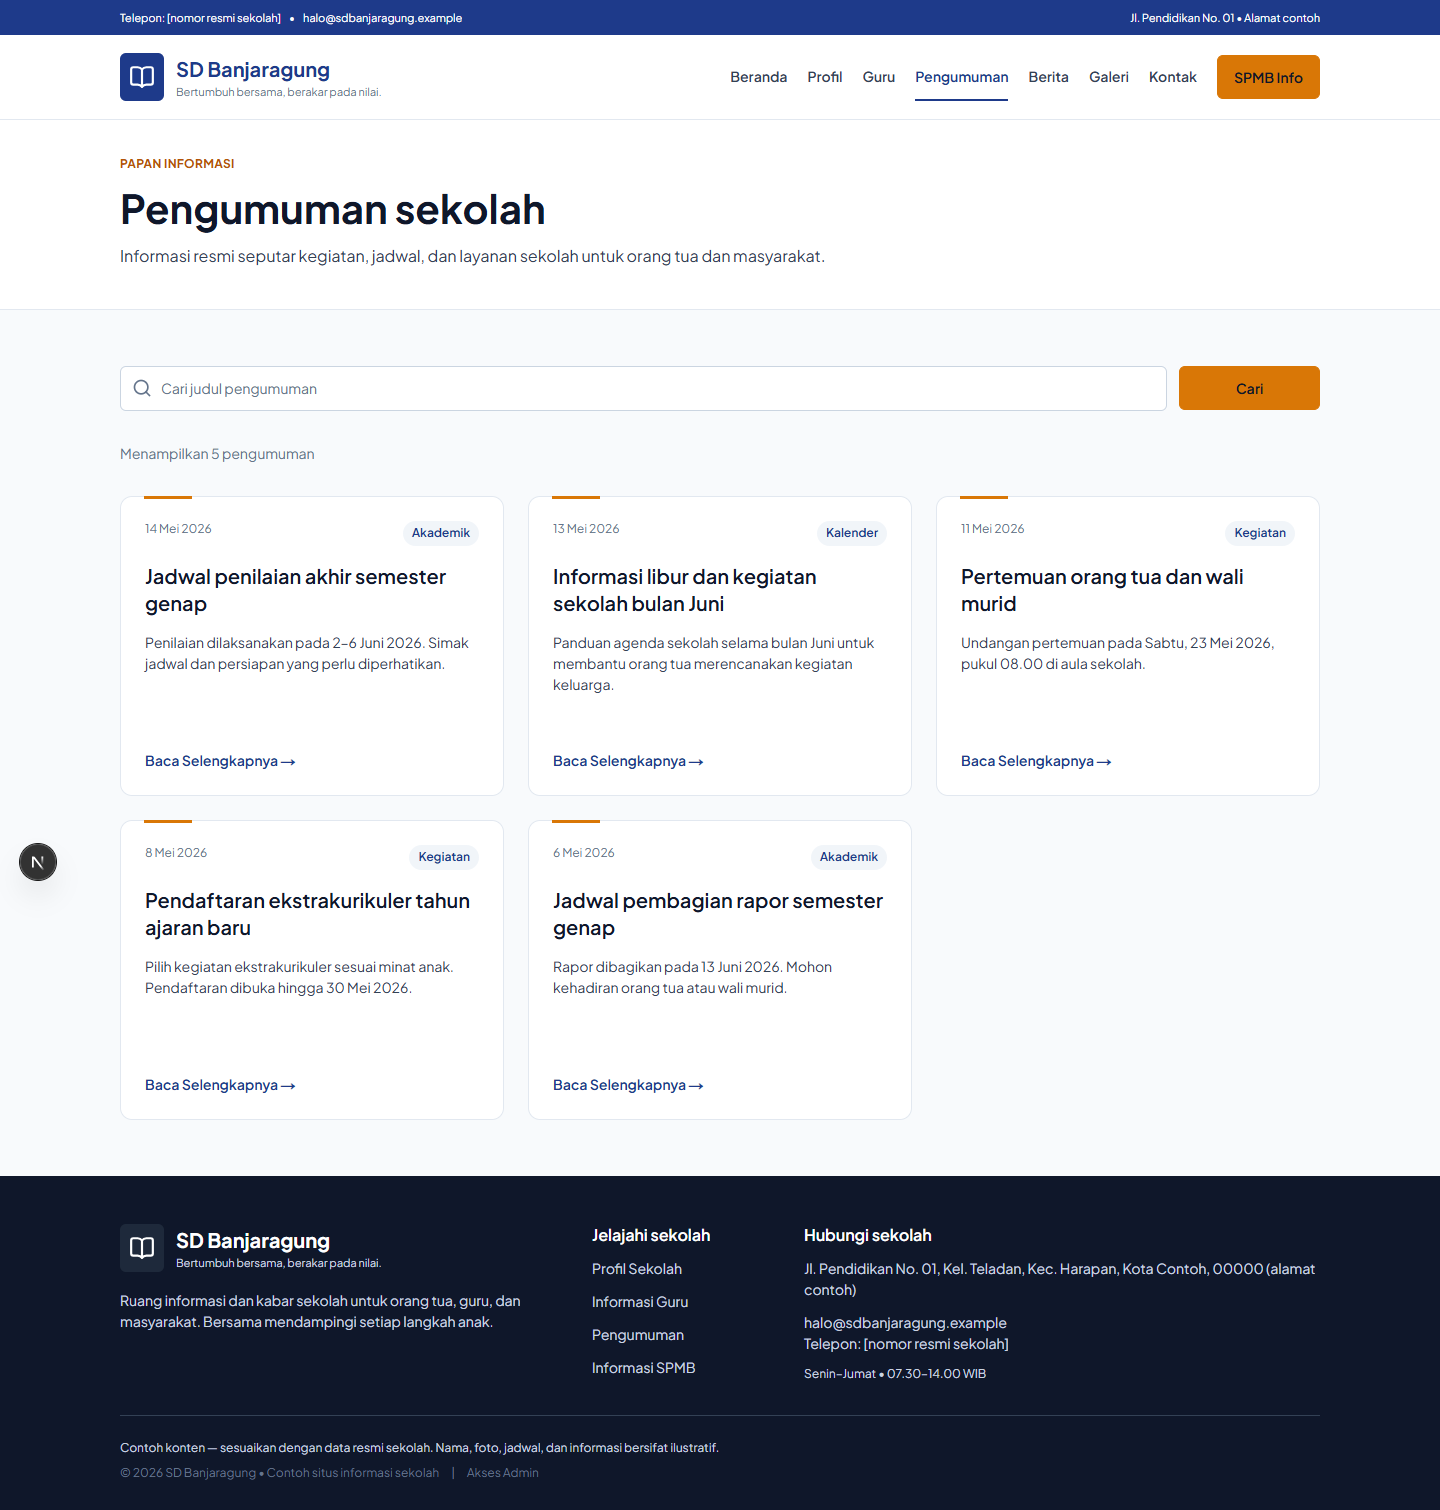 Telepon: [nomor resmi sekolah] • halo@sdbanjaragung.example
Jl. Pendidikan No. 01 • Alamat contoh
SD Banjaragung
Bertumbuh bersama, berakar pada nilai.
Beranda Profil Guru Pengumuman Berita Galeri Kontak SPMB Info
PAPAN INFORMASI
Pengumuman sekolah
Informasi resmi seputar kegiatan, jadwal, dan layanan sekolah untuk orang tua dan masyarakat.
Cari judul pengumuman
Cari
Menampilkan 5 pengumuman
14 Mei 2026
Akademik
Jadwal penilaian akhir semester
genap
Penilaian dilaksanakan pada 2–6 Juni 2026. Simak
jadwal dan persiapan yang perlu diperhatikan.
Baca Selengkapnya →
13 Mei 2026
Kalender
Informasi libur dan kegiatan
sekolah bulan Juni
Panduan agenda sekolah selama bulan Juni untuk
membantu orang tua merencanakan kegiatan
keluarga.
Baca Selengkapnya →
11 Mei 2026
Kegiatan
Pertemuan orang tua dan wali
murid
Undangan pertemuan pada Sabtu, 23 Mei 2026,
pukul 08.00 di aula sekolah.
Baca Selengkapnya →
8 Mei 2026
Kegiatan
Pendaftaran ekstrakurikuler tahun
ajaran baru
Pilih kegiatan ekstrakurikuler sesuai minat anak.
Pendaftaran dibuka hingga 30 Mei 2026.
Baca Selengkapnya →
6 Mei 2026
Akademik
Jadwal pembagian rapor semester
genap
Rapor dibagikan pada 13 Juni 2026. Mohon
kehadiran orang tua atau wali murid.
Baca Selengkapnya →
N
SD Banjaragung
Bertumbuh bersama, berakar pada nilai.
Ruang informasi dan kabar sekolah untuk orang tua, guru, dan
masyarakat. Bersama mendampingi setiap langkah anak.
Jelajahi sekolah
Profil Sekolah
Informasi Guru
Pengumuman
Informasi SPMB
Hubungi sekolah
Jl. Pendidikan No. 01, Kel. Teladan, Kec. Harapan, Kota Contoh, 00000 (alamat
contoh)
halo@sdbanjaragung.example
Telepon: [nomor resmi sekolah]
Senin–Jumat • 07.30–14.00 WIB
Contoh konten — sesuaikan dengan data resmi sekolah. Nama, foto, jadwal, dan informasi bersifat ilustratif.
© 2026 SD Banjaragung • Contoh situs informasi sekolah | Akses Admin